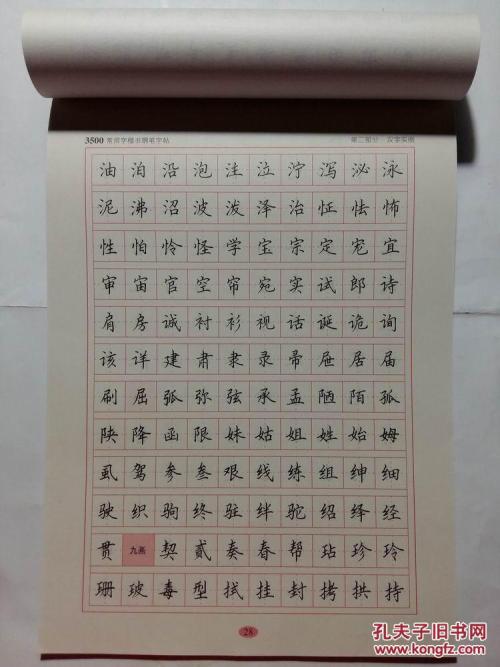 3500 常用字楷书钢笔字帖 第二部分 汉字实例
油 泊 沿 泡 注 泣 泞 泻 泌 泳
泥 沸 沼 波 泼 泽 治 怔 怯 怖
性 怕 怜 怪 学 宝 宗 定 宠 宜
审 宙 官 空 帘 宛 实 试 郎 诗
肩 房 诚 衬 衫 视 话 诞 诡 询
该 详 建 肃 隶 录 帚 屉 居 届
刷 屈 弧 弥 弦 承 孟 陋 陌 孤
陕 降 函 限 妹 姑 姐 姓 始 姆
虱 驾 参 叁 艰 线 练 组 绅 细
驶 织 驹 终 驻 绊 驼 绍 绎 经
贯 九画 契 贰 奏 春 帮 玷 珍 玲
珊 玻 毒 型 拭 挂 封 拷 拱 持
28
孔夫子旧书网
www.kongfz.com